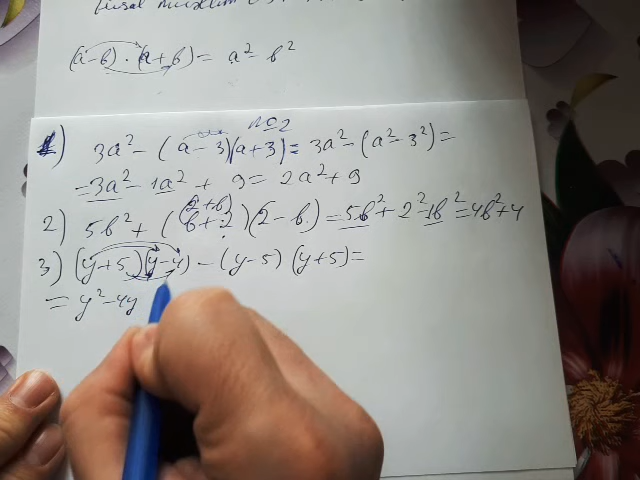 (a-b)·(a+b)= a²-b²
№2
1) 3a²-(a-3)(a+3)=3a²-(a²-3²)=
=3a²-1a²+9=2a²+9
(2+b)
2) 5b²+(b+2)(2-b)=5b²+2²-1b²=4b²+4
3) (y+5)(y-4)-(y-5)(y+5)=
= y²-4y